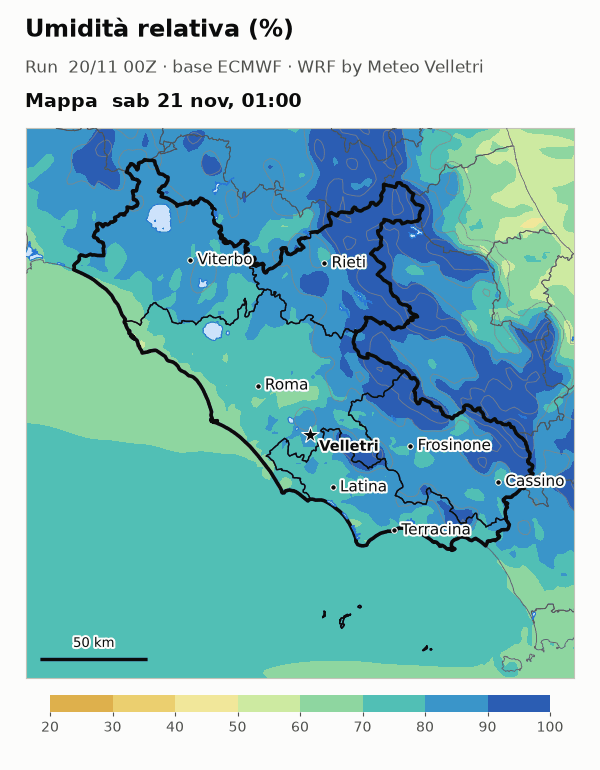 Umidità relativa (%)
Run  20/11 00Z · base ECMWF · WRF by Meteo Velletri
Mappa  sab 21 nov, 01:00
Viterbo
Rieti
Roma
Velletri
Frosinone
Latina
Cassino
Terracina
50 km
20 30 40 50 60 70 80 90 100